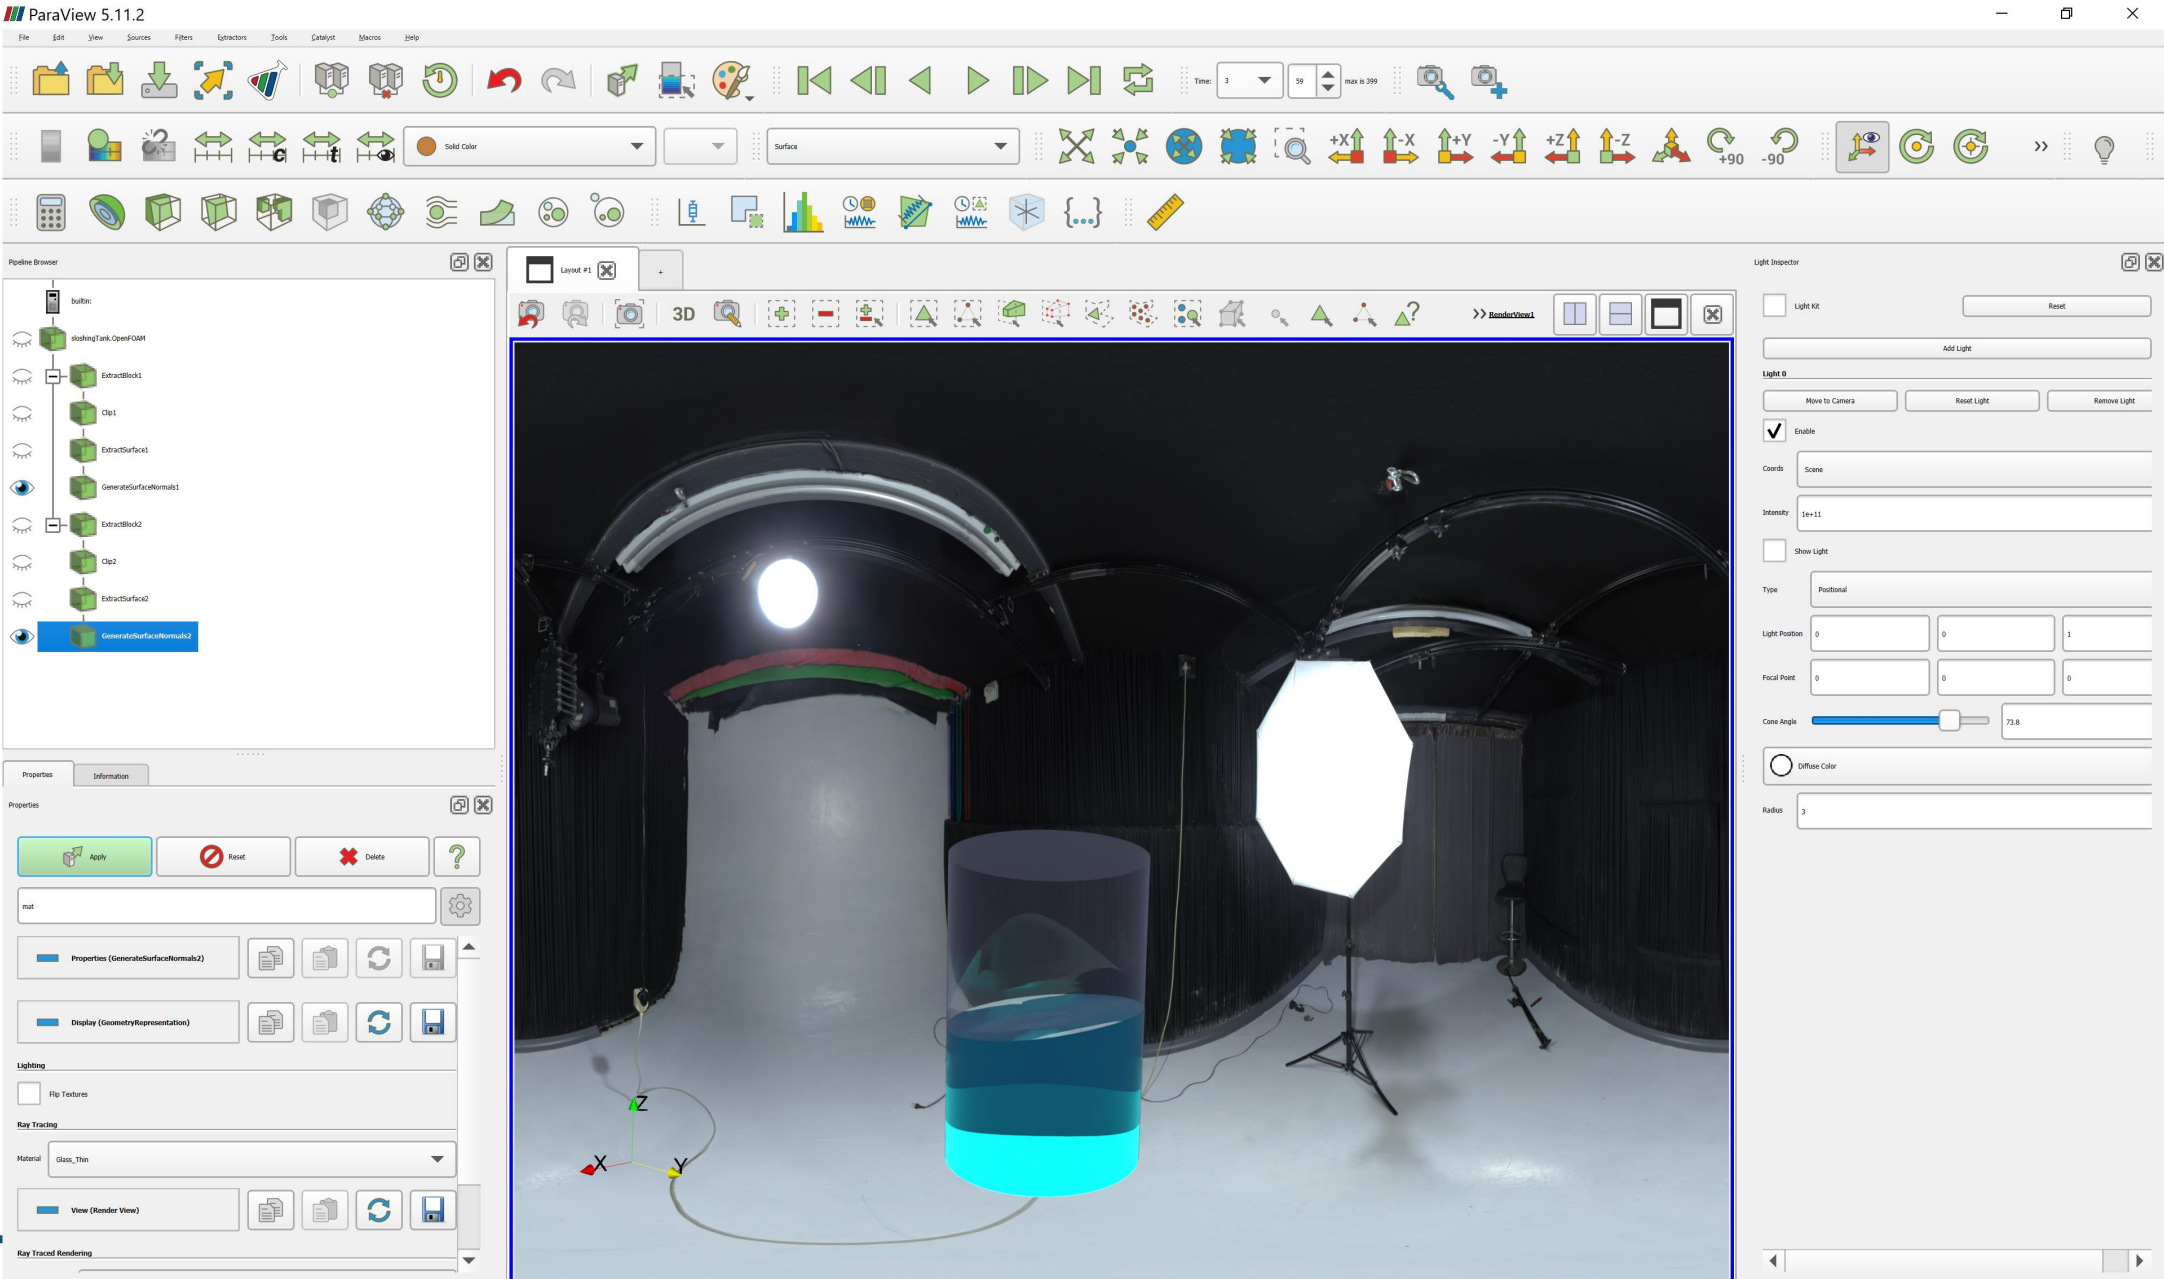 ParaView 5.11.2
File Edit View Sources Filters Extractors Tools Catalyst Macros Help
Time: 3 59 max is 399
c t Solid Color Surface +X -X +Y -Y +Z -Z +90 -90 >>
{...}
Pipeline Browser
builtin:
sloshingTank.OpenFOAM
ExtractBlock1
Clip1
ExtractSurface1
GenerateSurfaceNormals1
ExtractBlock2
Clip2
ExtractSurface2
GenerateSurfaceNormals2
Properties Information
Properties
Apply Reset Delete ?
mat
Properties (GenerateSurfaceNormals2)
Display (GeometryRepresentation)
Lighting
Flip Textures
Ray Tracing
Material Glass_Thin
View (Render View)
Ray Traced Rendering
Layout #1 +
3D ? >> RenderView1
Z
X Y
Light Inspector
Light Kit Reset
Add Light
Light 0
Move to Camera Reset Light Remove Light
Enable
Coords Scene
Intensity 1e+11
Show Light
Type Positional
Light Position 0 0 1
Focal Point 0 0 0
Cone Angle 73.8
Diffuse Color
Radius 3